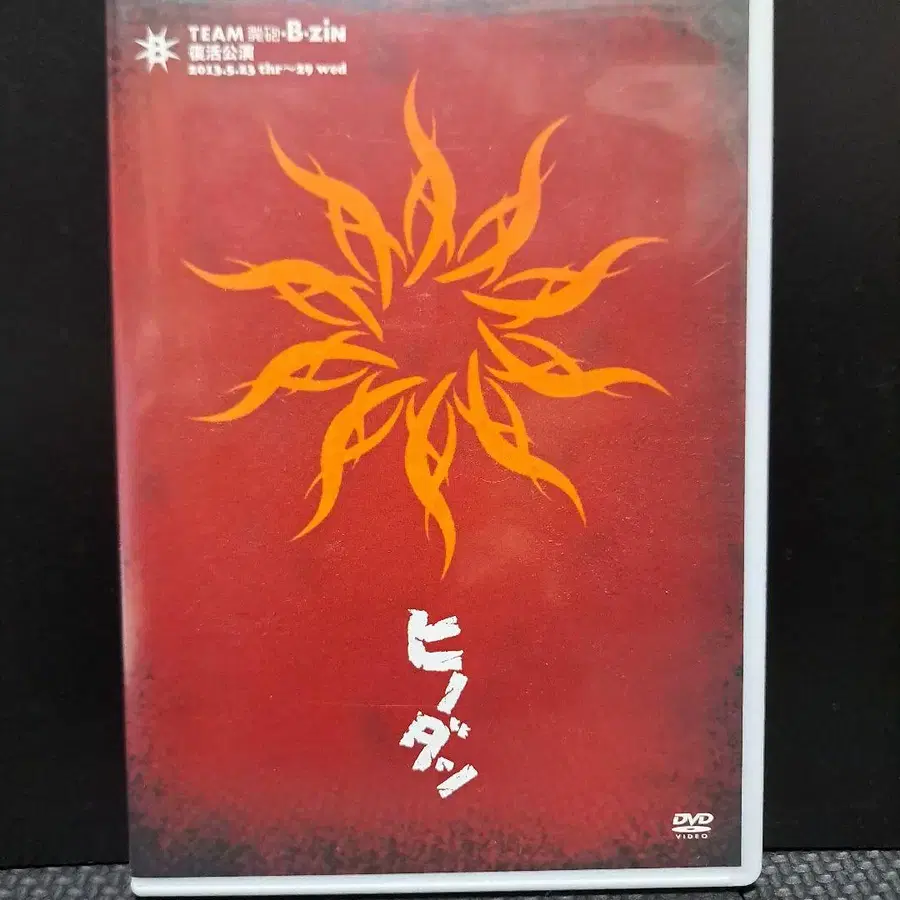 TEAM 発砲・B・ZiN
復活公演
2013.5.23 thr～29 wed
ヒーダン
DVD
VIDEO
B